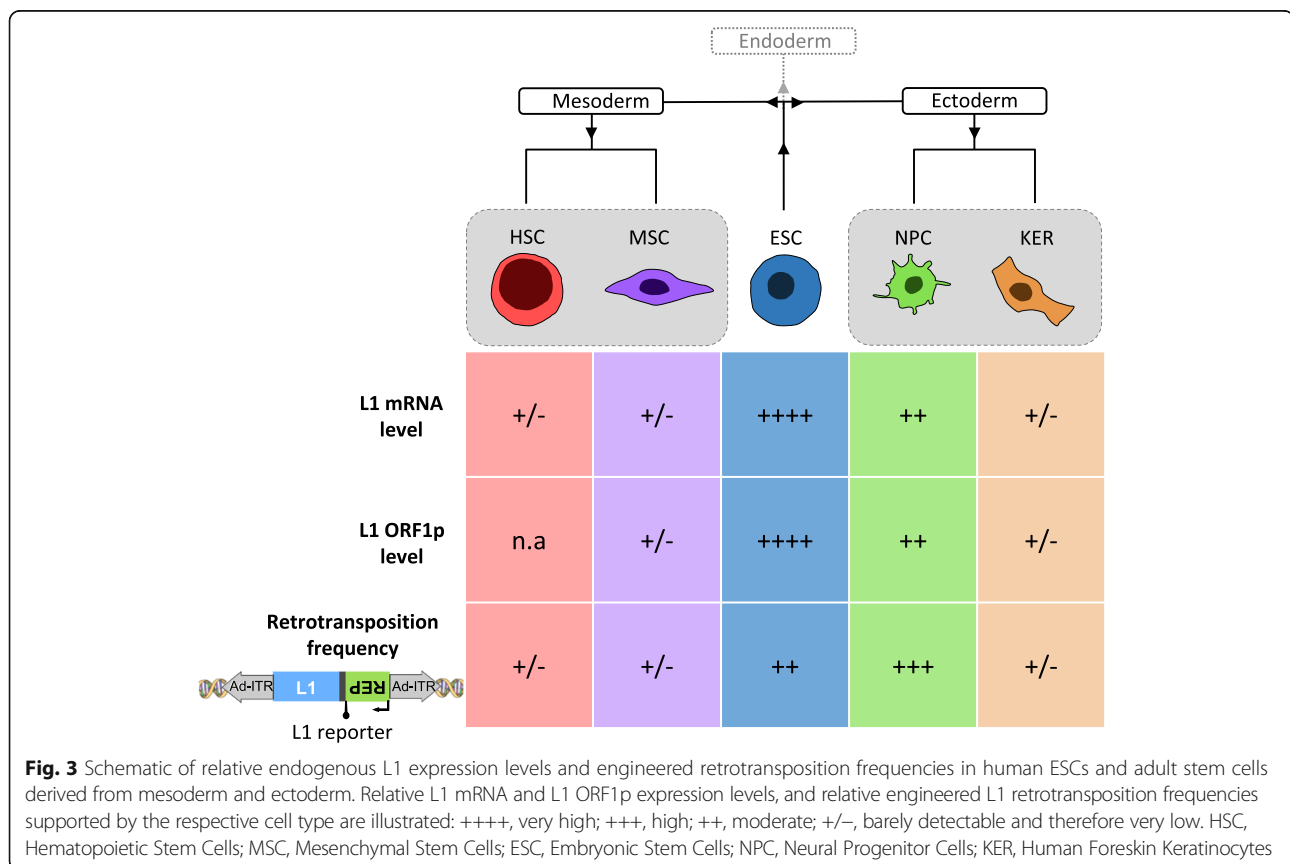 Endoderm
Mesoderm
Ectoderm
HSC
MSC
ESC
NPC
KER
L1 mRNA
level
+/-
+/-
++++
++
+/-
L1 ORF1p
level
n.a
+/-
++++
++
+/-
Retrotransposition
frequency
+/-
+/-
++
+++
+/-
Ad-ITR
L1
REP
Ad-ITR
L1 reporter
Fig. 3 Schematic of relative endogenous L1 expression levels and engineered retrotransposition frequencies in human ESCs and adult stem cells
derived from mesoderm and ectoderm. Relative L1 mRNA and L1 ORF1p expression levels, and relative engineered L1 retrotransposition frequencies
supported by the respective cell type are illustrated: ++++, very high; +++, high; ++, moderate; +/−, barely detectable and therefore very low. HSC,
Hematopoietic Stem Cells; MSC, Mesenchymal Stem Cells; ESC, Embryonic Stem Cells; NPC, Neural Progenitor Cells; KER, Human Foreskin Keratinocytes